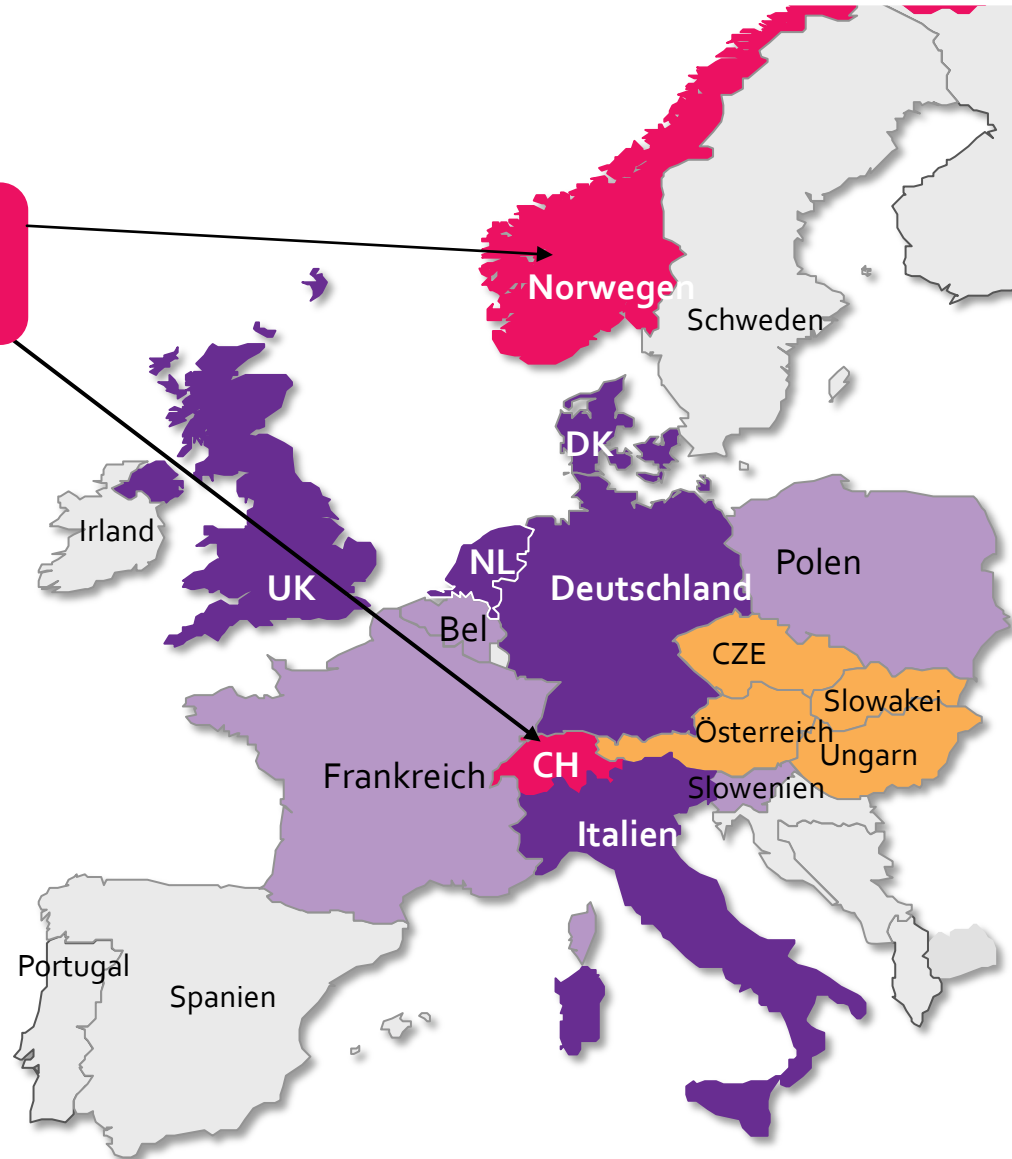 Norwegen
Schweden
DK
Irland
NL
Polen
UK
Deutschland
Bel
CZE
Slowakei
Österreich
Ungarn
CH
Frankreich
Slowenien
Italien
Portugal
Spanien